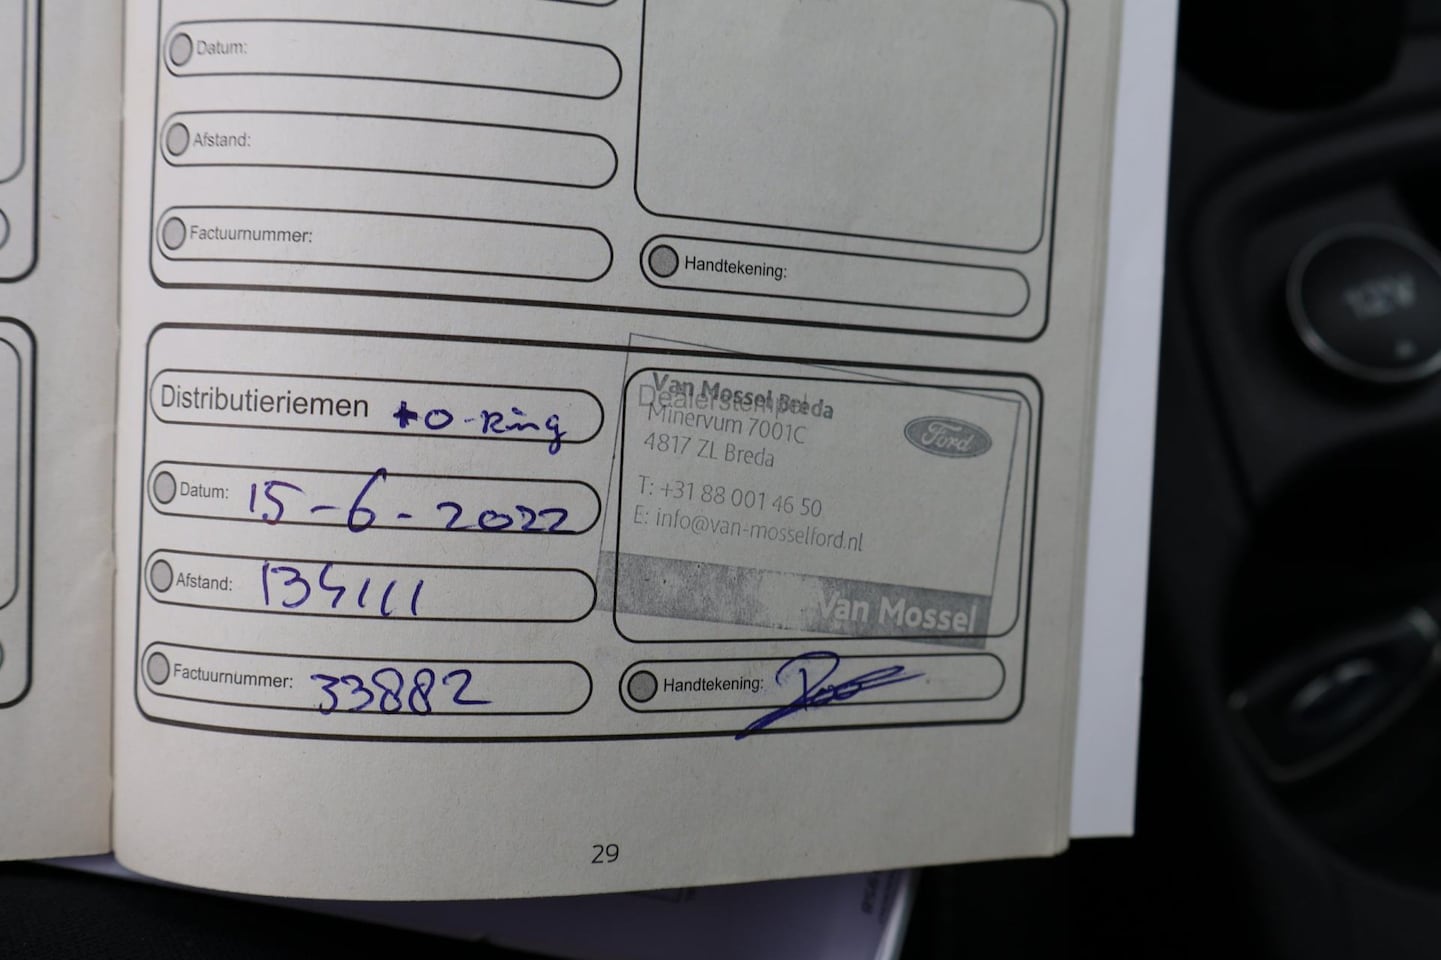 Datum:
Afstand:
Factuurnummer:
Handtekening:
Distributieriemen + O-Ring
Datum: 15-6-2022
Afstand: 134111
Factuurnummer: 33882
Dealerstempel
Van Mossel Breda
Minervum 7001C
4817 ZL Breda
T: +31 88 001 46 50
E: info@van-mosselford.nl
Ford
Van Mossel
Handtekening:
29
12V